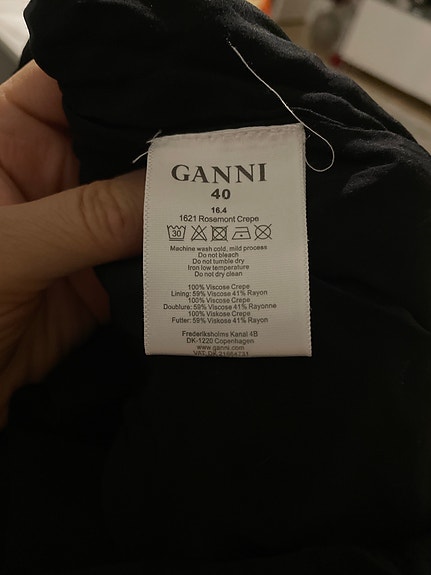 GANNI
40
16.4
1621 Rosemont Crepe
30
Machine wash cold, mild process
Do not bleach
Do not tumble dry
Iron low temperature
Do not dry clean
100% Viscose Crepe
Lining: 59% Viscose 41% Rayon
100% Viscose Crepe
Doublure: 59% Viscose 41% Rayonne
100% Viskose Crepe
Futter: 59% Viskose 41% Rayon
Frederiksholms Kanal 4B
DK-1220 Copenhagen
www.ganni.com
VAT: DK